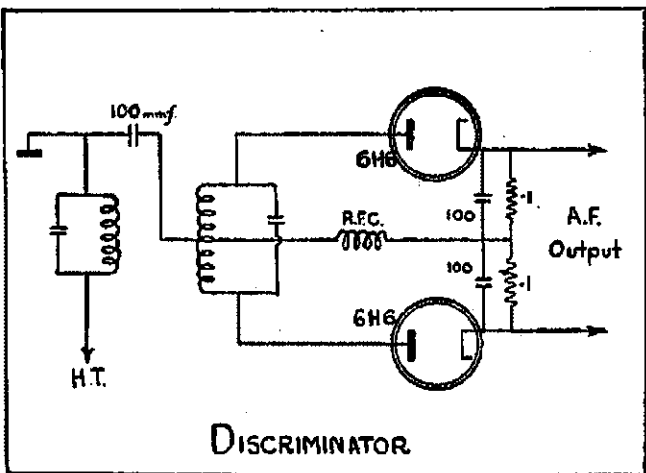 100 mmf.
6H6
R.F.C.
100
.1
A.F.
Output
100
.1
6H6
H.T.
DISCRIMINATOR